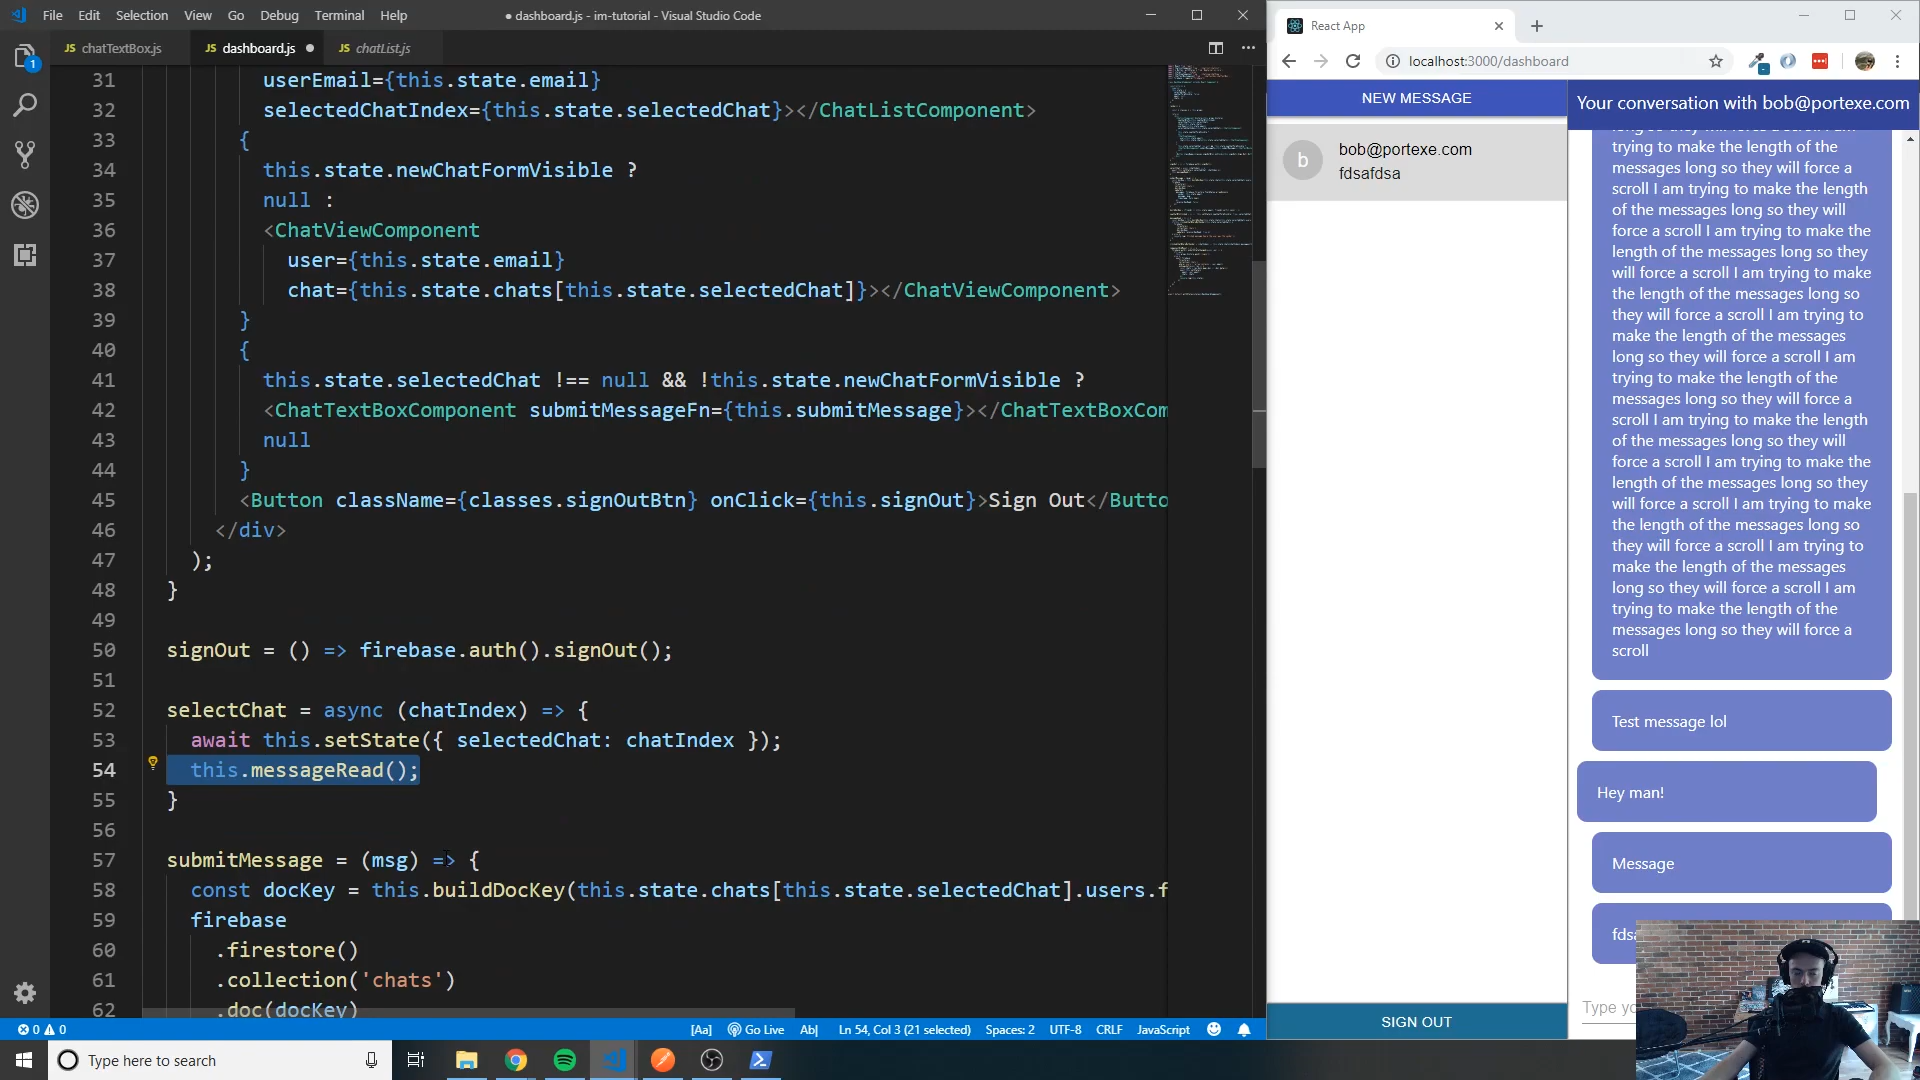 File Edit Selection View Go Debug Terminal Help
● dashboard.js - im-tutorial - Visual Studio Code
JS chatTextBox.js JS dashboard.js JS chatList.js
31 userEmail={this.state.email}
32 selectedChatIndex={this.state.selectedChat}></ChatListComponent>
33 {
34 this.state.newChatFormVisible ?
35 null :
36 <ChatViewComponent
37 user={this.state.email}
38 chat={this.state.chats[this.state.selectedChat]}></ChatViewComponent>
39 }
40 {
41 this.state.selectedChat !== null && !this.state.newChatFormVisible ?
42 <ChatTextBoxComponent submitMessageFn={this.submitMessage}></ChatTextBoxCom
43 null
44 }
45 <Button className={classes.signOutBtn} onClick={this.signOut}>Sign Out</Butto
46 </div>
47 );
48 }
49
50 signOut = () => firebase.auth().signOut();
51
52 selectChat = async (chatIndex) => {
53 await this.setState({ selectedChat: chatIndex });
54 this.messageRead();
55 }
56
57 submitMessage = (msg) => {
58 const docKey = this.buildDocKey(this.state.chats[this.state.selectedChat].users.f
59 firebase
60 .firestore()
61 .collection('chats')
62 .doc(docKey)
1
0 0
[Aa] Go Live Ab| Ln 54, Col 3 (21 selected) Spaces: 2 UTF-8 CRLF JavaScript
Type here to search
React App
localhost:3000/dashboard
NEW MESSAGE
b
bob@portexe.com
fdsafdsa
SIGN OUT
Your conversation with bob@portexe.com
long so they will force a scroll I am
trying to make the length of the
messages long so they will force a
scroll I am trying to make the length
of the messages long so they will
force a scroll I am trying to make the
length of the messages long so they
will force a scroll I am trying to make
the length of the messages long so
they will force a scroll I am trying to
make the length of the messages
long so they will force a scroll I am
trying to make the length of the
messages long so they will force a
scroll I am trying to make the length
of the messages long so they will
force a scroll I am trying to make the
length of the messages long so they
will force a scroll I am trying to make
the length of the messages long so
they will force a scroll I am trying to
make the length of the messages
long so they will force a scroll I am
trying to make the length of the
messages long so they will force a
scroll
Test message lol
Hey man!
Message
fdsa
Type yo